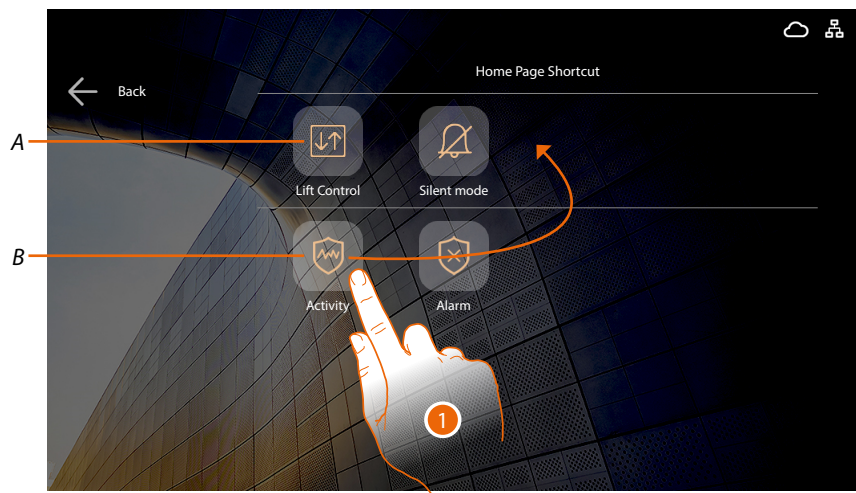 Home Page Shortcut
Back
A
Lift Control Silent mode
B
Activity Alarm
1